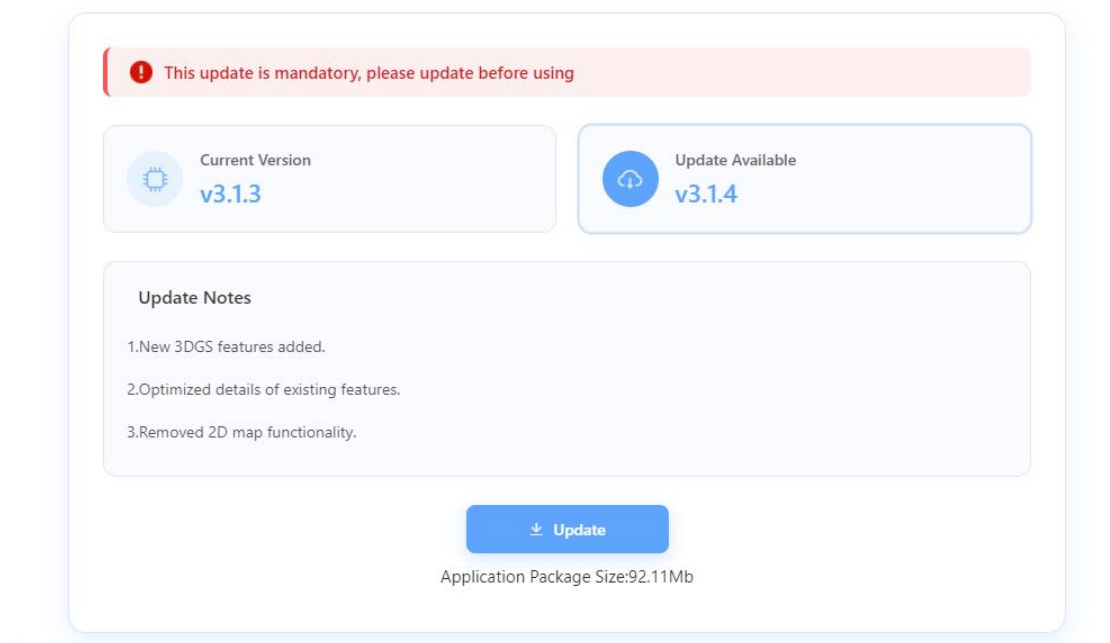 This update is mandatory, please update before using
Current Version
v3.1.3
Update Available
v3.1.4
Update Notes
1.New 3DGS features added.
2.Optimized details of existing features.
3.Removed 2D map functionality.
Update
Application Package Size:92.11Mb